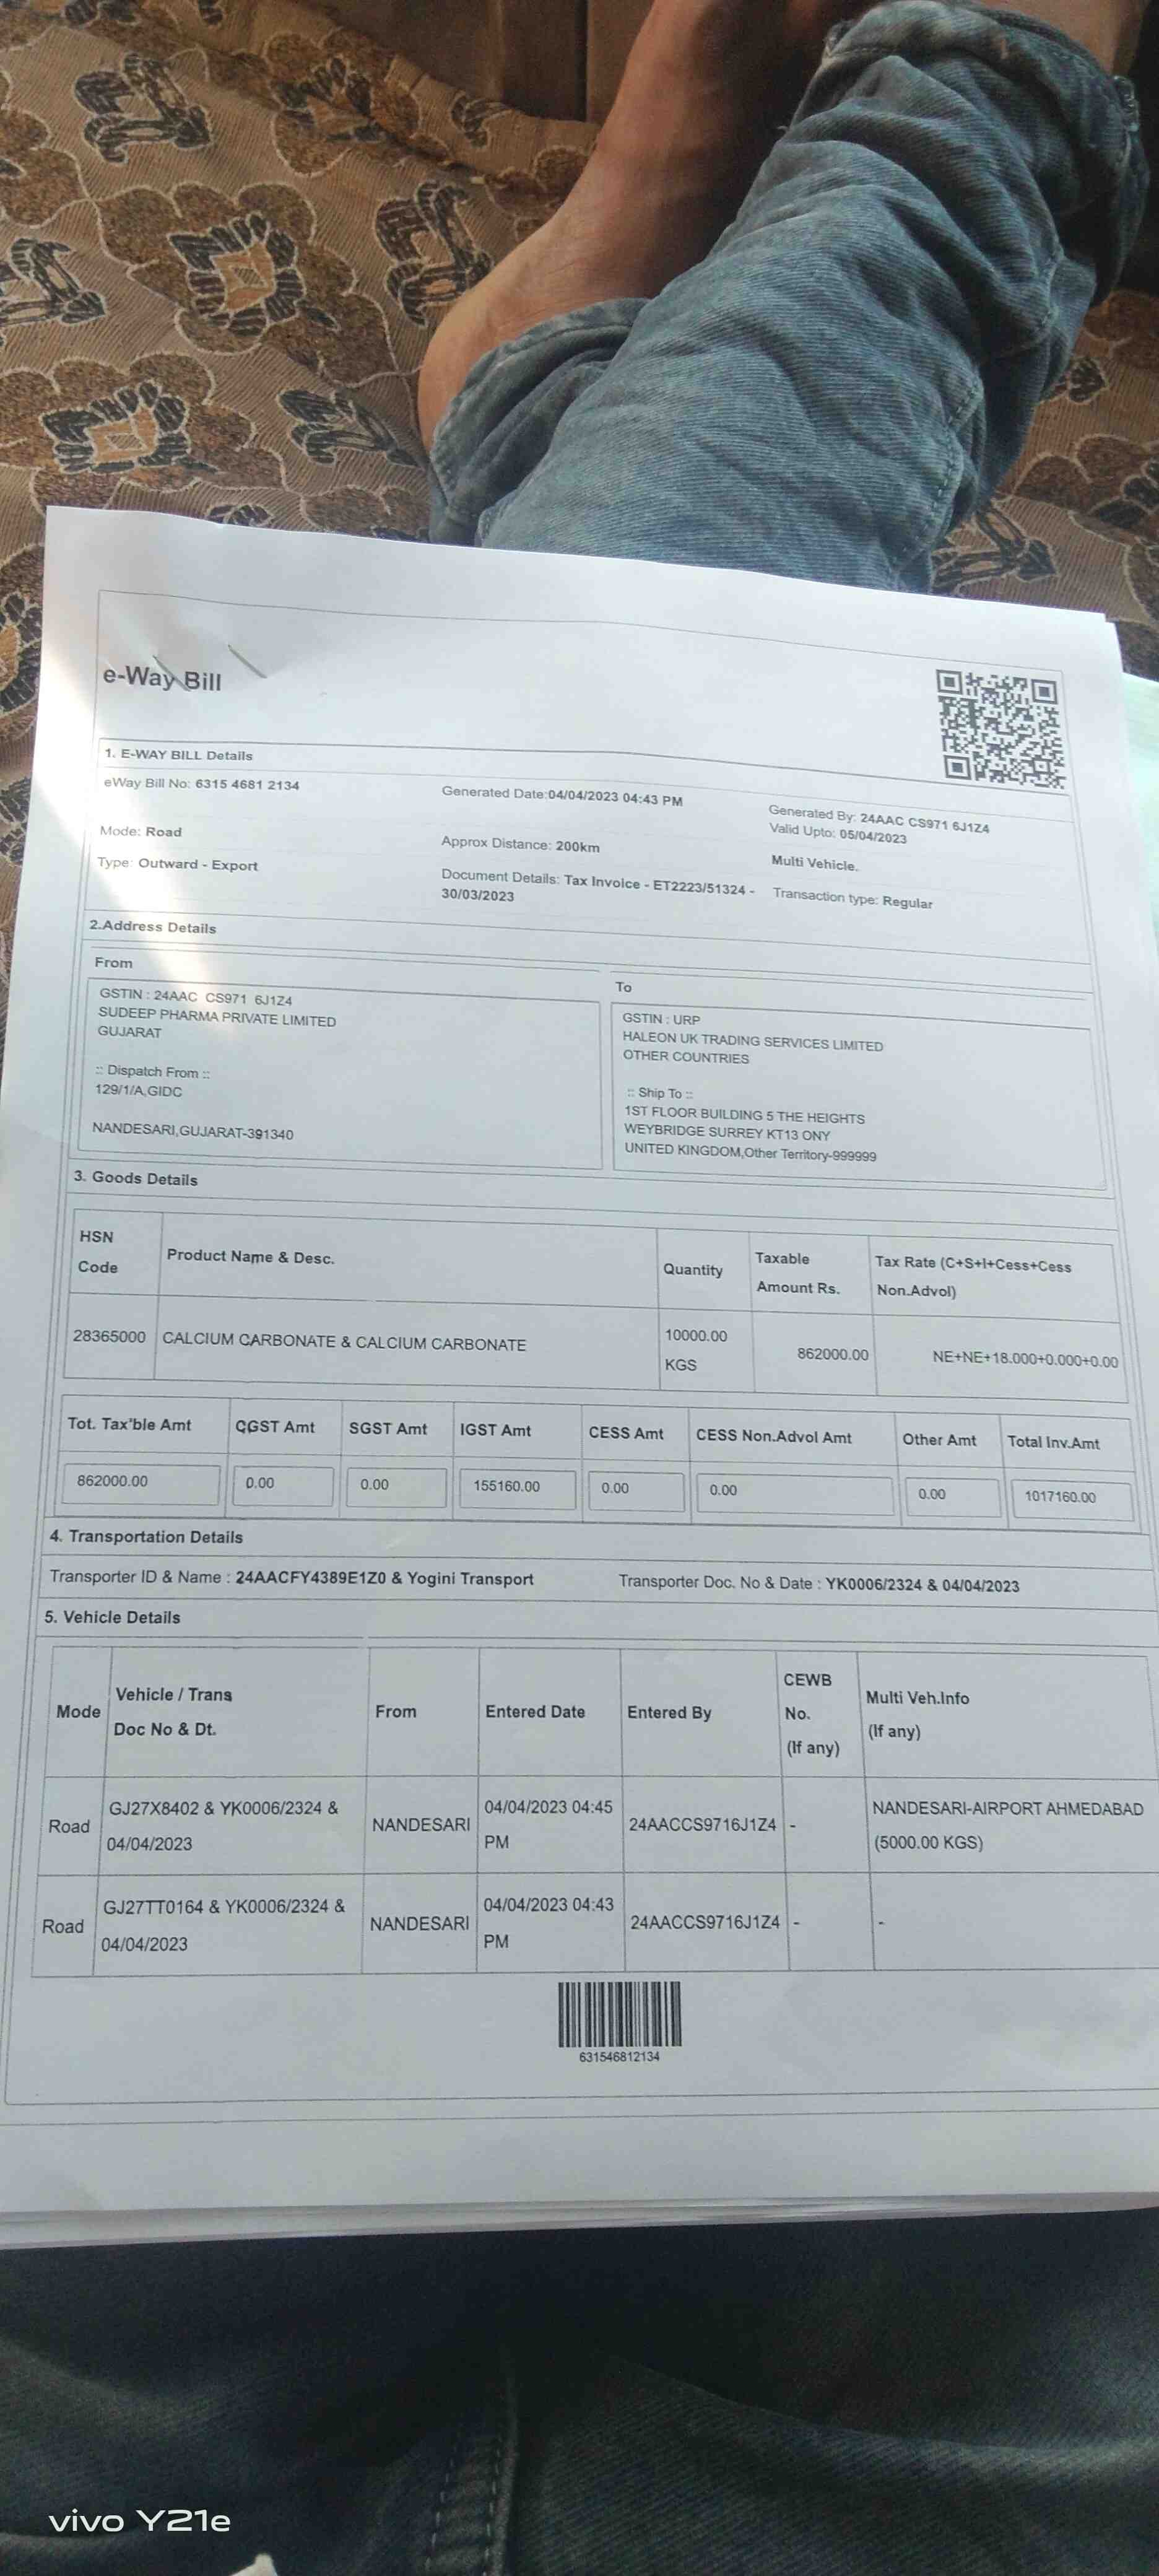 e-Way Bill
1. E-WAY BILL Details
eWay Bill No: 6315 4681 2134
Generated Date:04/04/2023 04:43 PM
Generated By: 24AAC CS971 6J1Z4
Valid Upto: 05/04/2023
Mode: Road
Approx Distance: 200km
Multi Vehicle.
Type: Outward - Export
Document Details: Tax Invoice - ET2223/51324 -
30/03/2023
Transaction type: Regular
2.Address Details
From
GSTIN : 24AAC CS971 6J1Z4
SUDEEP PHARMA PRIVATE LIMITED
GUJARAT
:: Dispatch From ::
129/1/A,GIDC
NANDESARI,GUJARAT-391340
To
GSTIN : URP
HALEON UK TRADING SERVICES LIMITED
OTHER COUNTRIES
:: Ship To ::
1ST FLOOR BUILDING 5 THE HEIGHTS
WEYBRIDGE SURREY KT13 ONY
UNITED KINGDOM,Other Territory-999999
3. Goods Details
HSN
Code
Product Name & Desc.
Quantity
Taxable
Amount Rs.
Tax Rate (C+S+I+Cess+Cess
Non.Advol)
28365000
CALCIUM CARBONATE & CALCIUM CARBONATE
10000.00
KGS
862000.00
NE+NE+18.000+0.000+0.00
Tot. Tax'ble Amt
CGST Amt
SGST Amt
IGST Amt
CESS Amt
CESS Non.Advol Amt
Other Amt
Total Inv.Amt
862000.00
0.00
0.00
155160.00
0.00
0.00
0.00
1017160.00
4. Transportation Details
Transporter ID & Name : 24AACFY4389E1Z0 & Yogini Transport
Transporter Doc. No & Date : YK0006/2324 & 04/04/2023
5. Vehicle Details
Mode
Vehicle / Trans
Doc No & Dt.
From
Entered Date
Entered By
CEWB
No.
(If any)
Multi Veh.Info
(If any)
Road
GJ27X8402 & YK0006/2324 &
04/04/2023
NANDESARI
04/04/2023 04:45
PM
24AACCS9716J1Z4
-
NANDESARI-AIRPORT AHMEDABAD
(5000.00 KGS)
Road
GJ27TT0164 & YK0006/2324 &
04/04/2023
NANDESARI
04/04/2023 04:43
PM
24AACCS9716J1Z4
-
-
631546812134
vivo Y21e